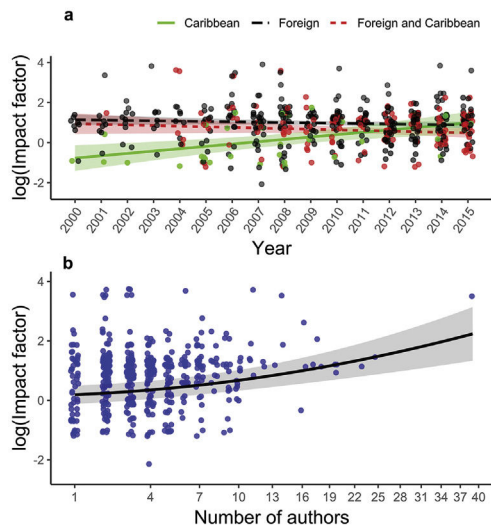 a
Caribbean Foreign Foreign and Caribbean
log(Impact factor)
4
2
0
-2
2000 2001 2002 2003 2004 2005 2006 2007 2008 2009 2010 2011 2012 2013 2014 2015
Year
b
log(Impact factor)
4
2
0
-2
1 4 7 10 13 16 19 22 25 28 31 34 37 40
Number of authors